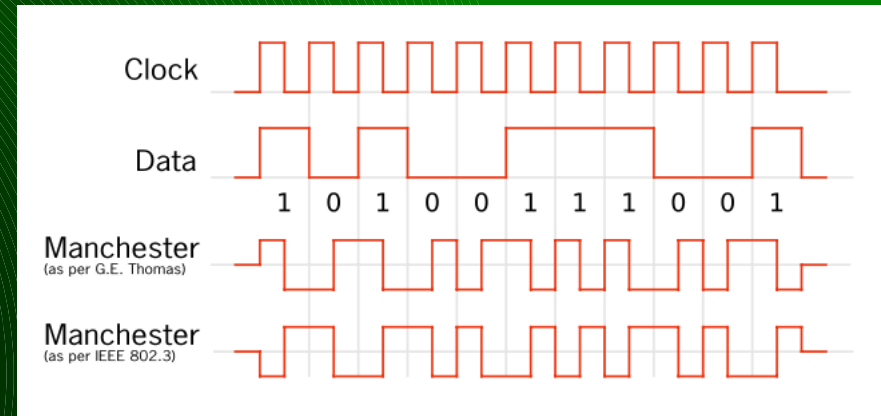 Clock
Data
1 0 1 0 0 1 1 1 0 0 1
Manchester
(as per G.E. Thomas)
Manchester
(as per IEEE 802.3)